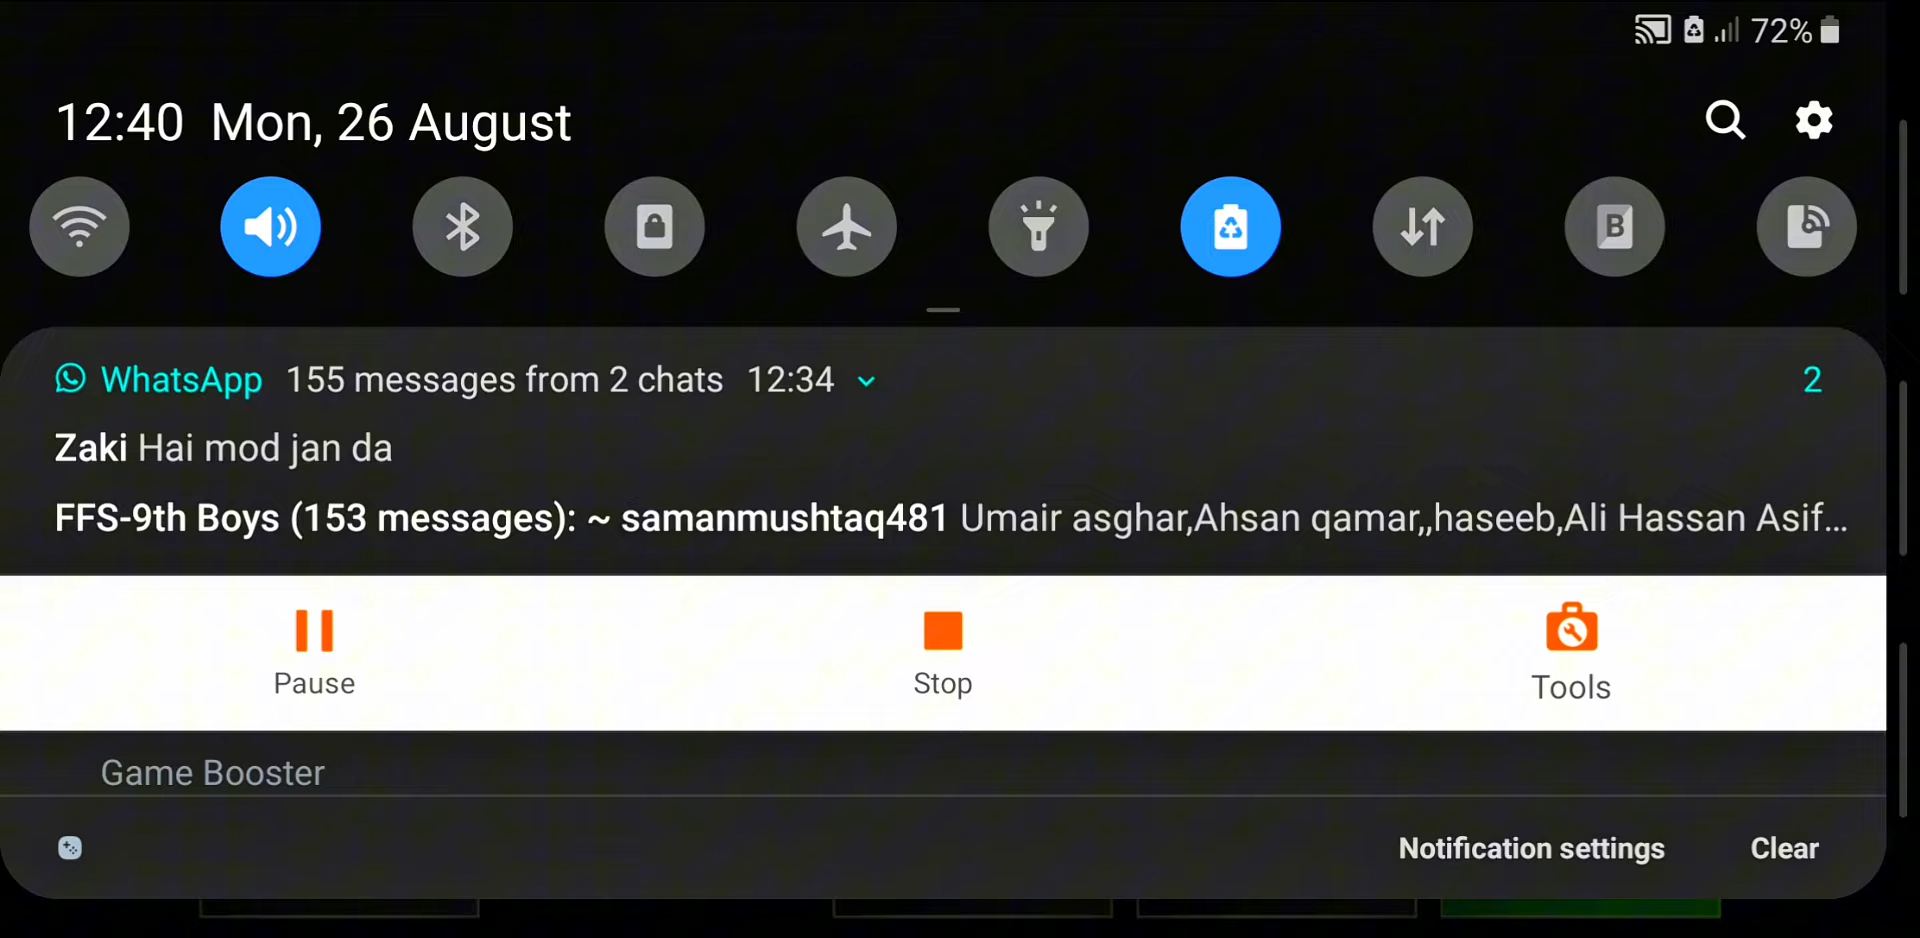 72%
12:40 Mon, 26 August
B
WhatsApp 155 messages from 2 chats 12:34 2
Zaki Hai mod jan da
FFS-9th Boys (153 messages): ~ samanmushtaq481 Umair asghar,Ahsan qamar,,haseeb,Ali Hassan Asif...
Pause Stop Tools
Game Booster
Notification settings Clear